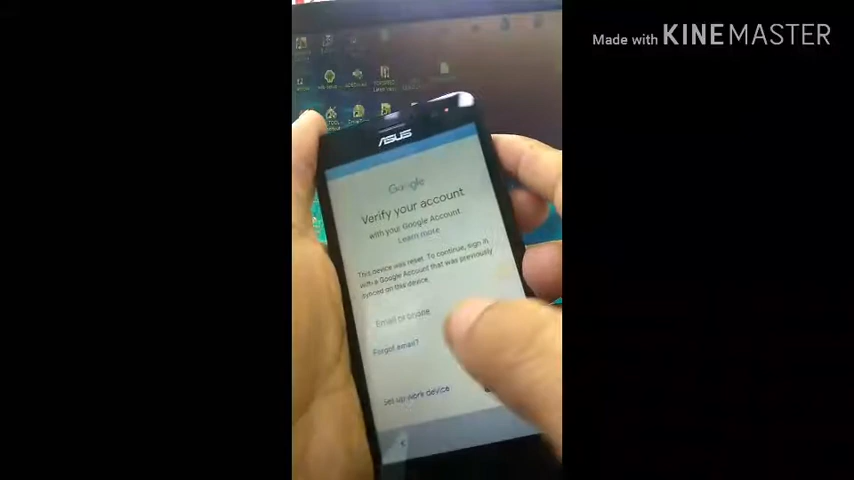 Made with KINEMASTER
ASUS
Google
Verify your account
with your Google Account
Learn more
This device was reset. To continue, sign in
with a Google Account that was previously
synced on this device.
Email or phone
Forgot email?
Set up work device